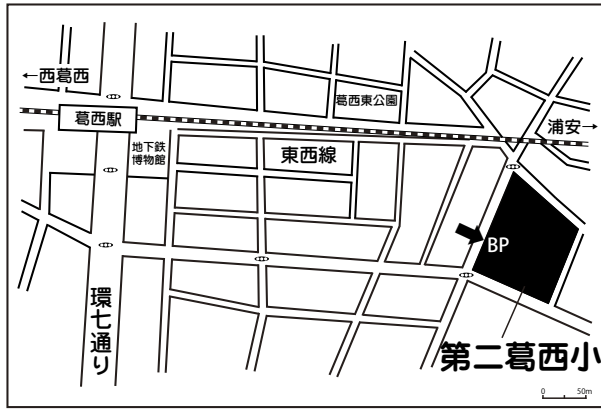 ←西葛西
葛西東公園
葛西駅
浦安→
地下鉄
博物館
東西線
BP
環七通り
第二葛西小
0 50m